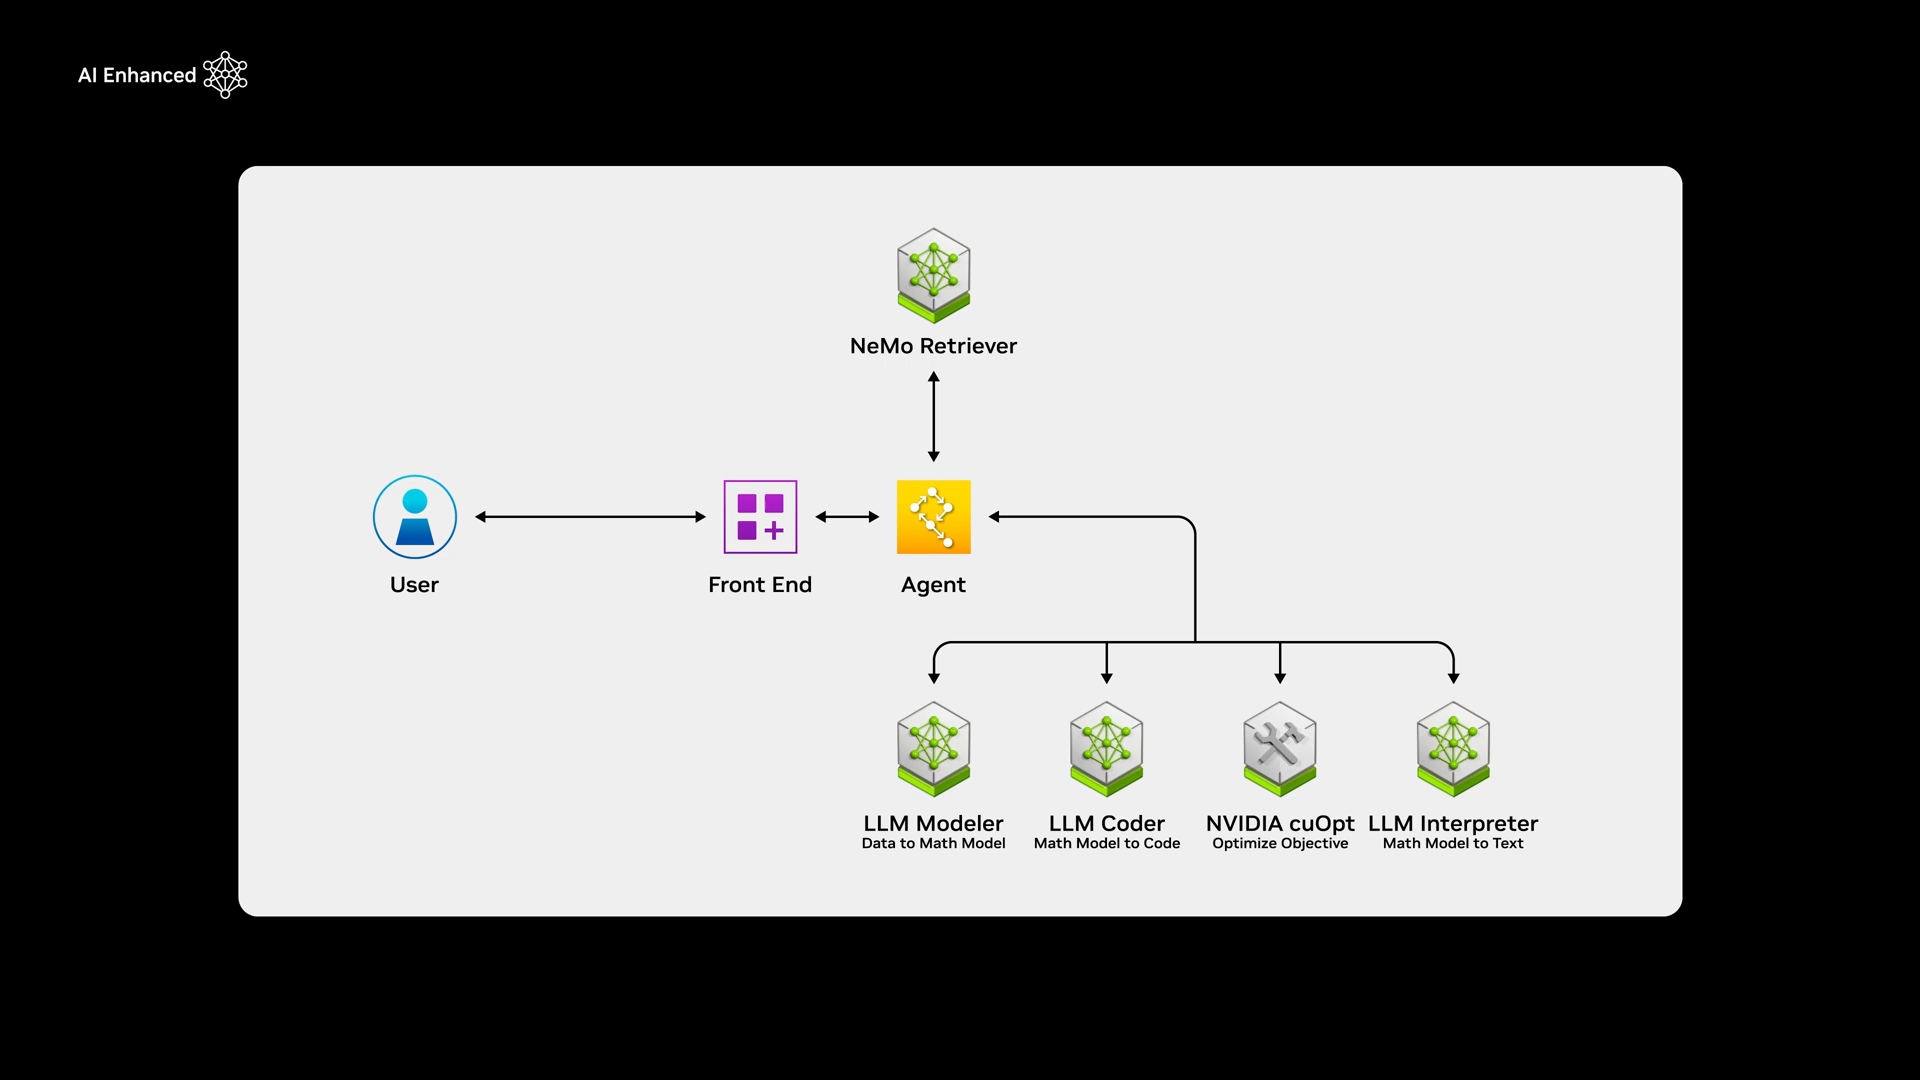 AI Enhanced
NeMo Retriever
User
Front End
Agent
LLM Modeler
Data to Math Model
LLM Coder
Math Model to Code
NVIDIA cuOpt
Optimize Objective
LLM Interpreter
Math Model to Text